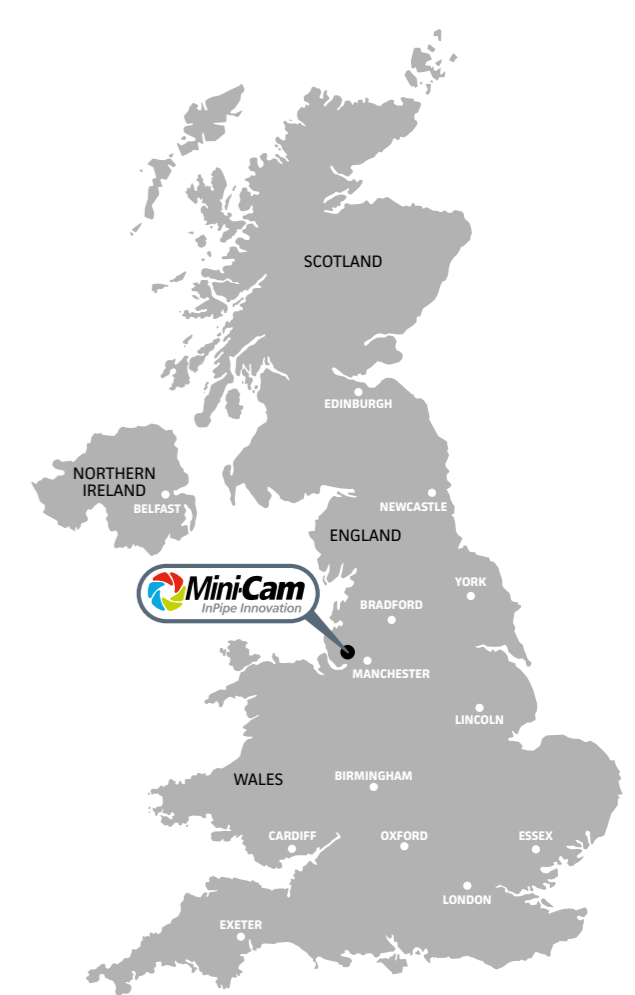 SCOTLAND
EDINBURGH
NORTHERN
IRELAND
BELFAST
NEWCASTLE
ENGLAND
Mini-Cam
InPipe Innovation
YORK
BRADFORD
MANCHESTER
LINCOLN
WALES
BIRMINGHAM
CARDIFF
OXFORD
ESSEX
LONDON
EXETER